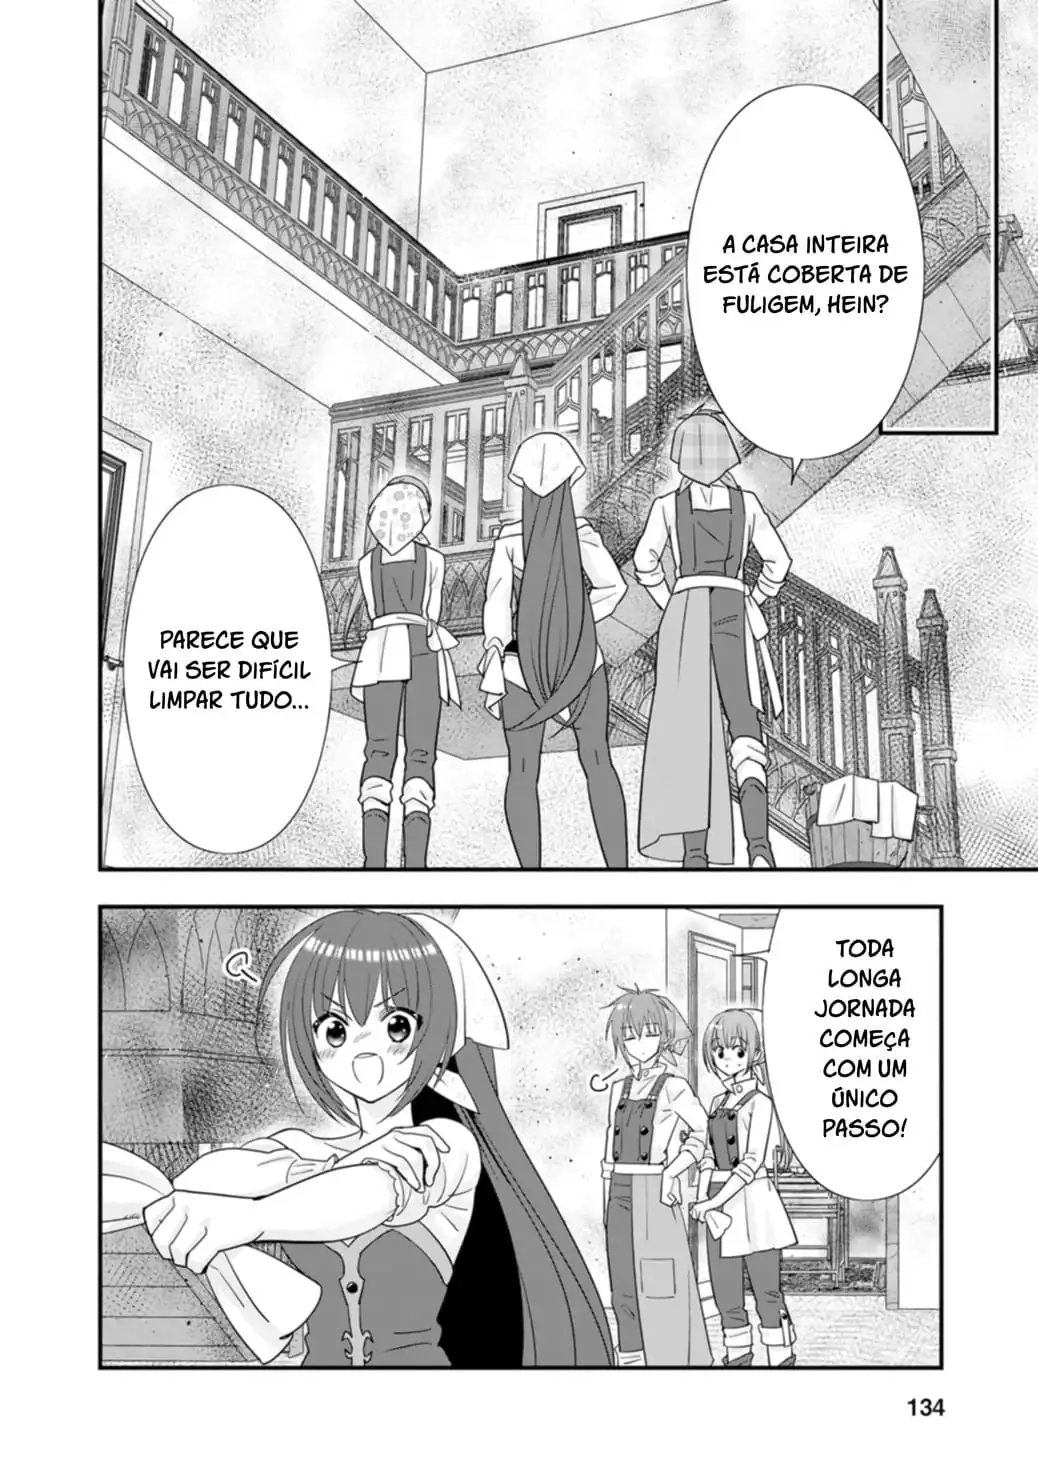 A CASA INTEIRA
ESTÁ COBERTA DE
FULIGEM, HEIN?
PARECE QUE
VAI SER DIFÍCIL
LIMPAR TUDO...
TODA
LONGA
JORNADA
COMEÇA
COM UM
ÚNICO
PASSO!
134